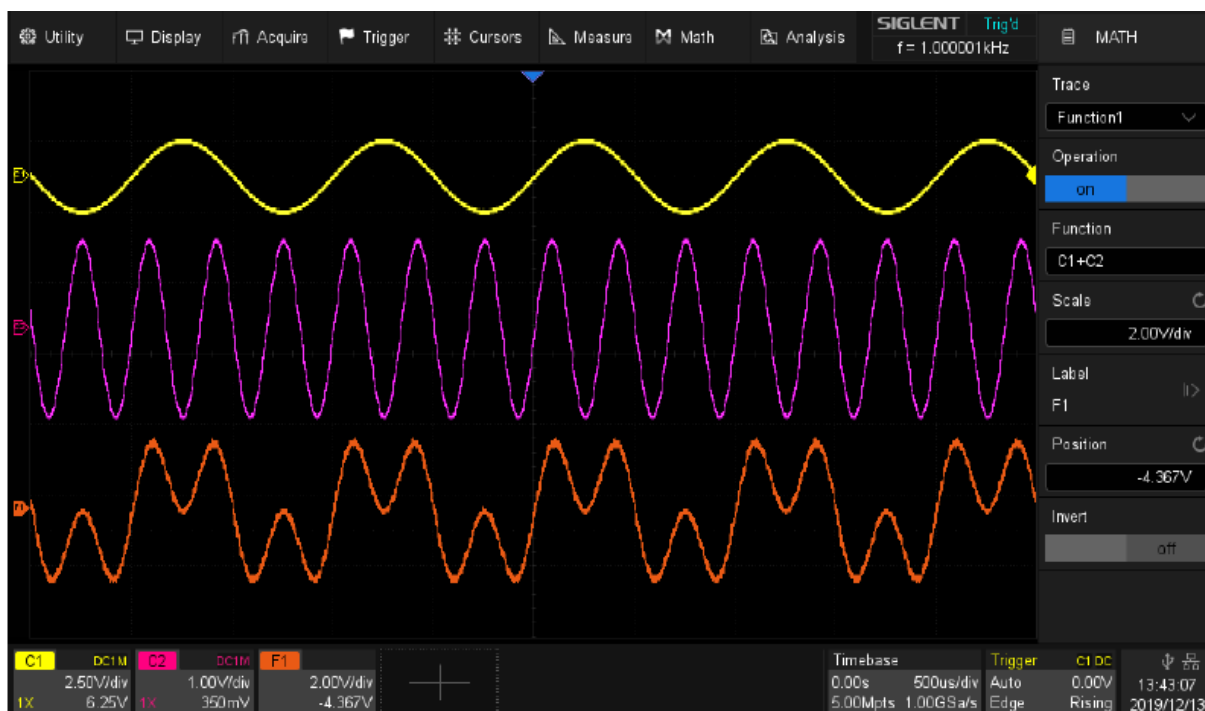 Utility Display Acquire Trigger Cursors Measure Math Analysis
SIGLENT Trig'd
f = 1.000001kHz
MATH
Trace
Function1
Operation
on
Function
C1+C2
Scale
2.00V/div
Label
F1
Position
-4.367V
Invert
off
C1 DC1M
2.50V/div
1X 6.25V
C2 DC1M
1.00V/div
1X 350mV
F1
2.00V/div
-4.367V
Timebase
0.00s 500us/div
5.00Mpts 1.00GSa/s
Trigger C1 DC
Auto 0.00V
Edge Rising
13:43:07
2019/12/13